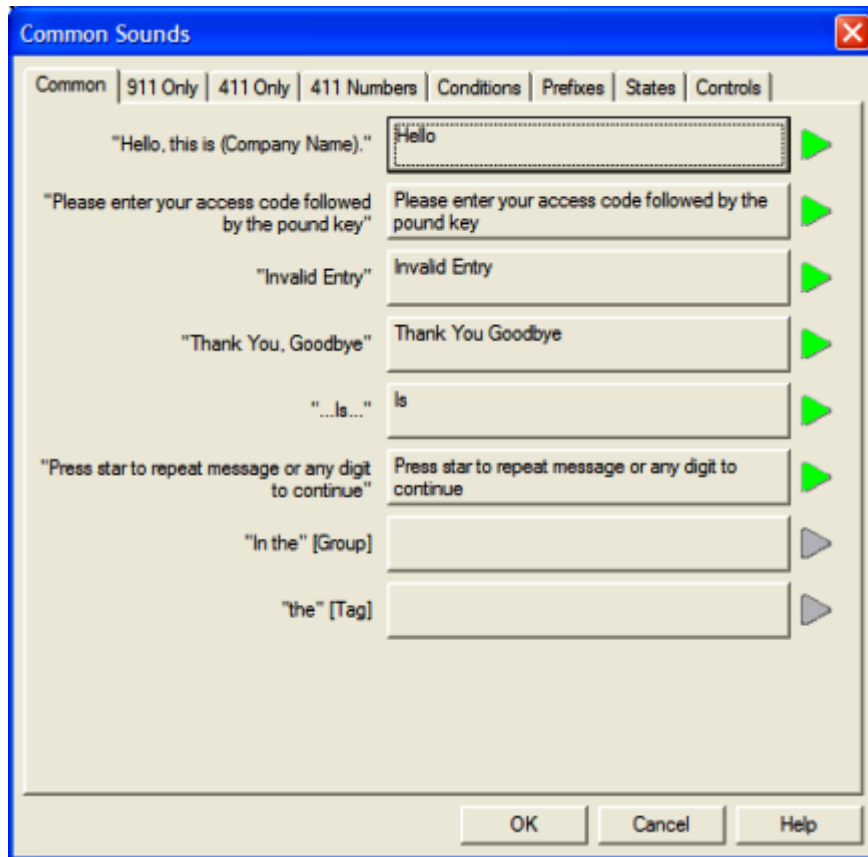 Common Sounds
Common 911 Only 411 Only 411 Numbers Conditions Prefixes States Controls
"Hello, this is (Company Name)." Hello
"Please enter your access code followed Please enter your access code followed by the
by the pound key" pound key
"Invalid Entry" Invalid Entry
"Thank You, Goodbye" Thank You Goodbye
"...Is..." Is
"Press star to repeat message or any digit Press star to repeat message or any digit to
to continue" continue
"In the" [Group]
"the" [Tag]
OK Cancel Help